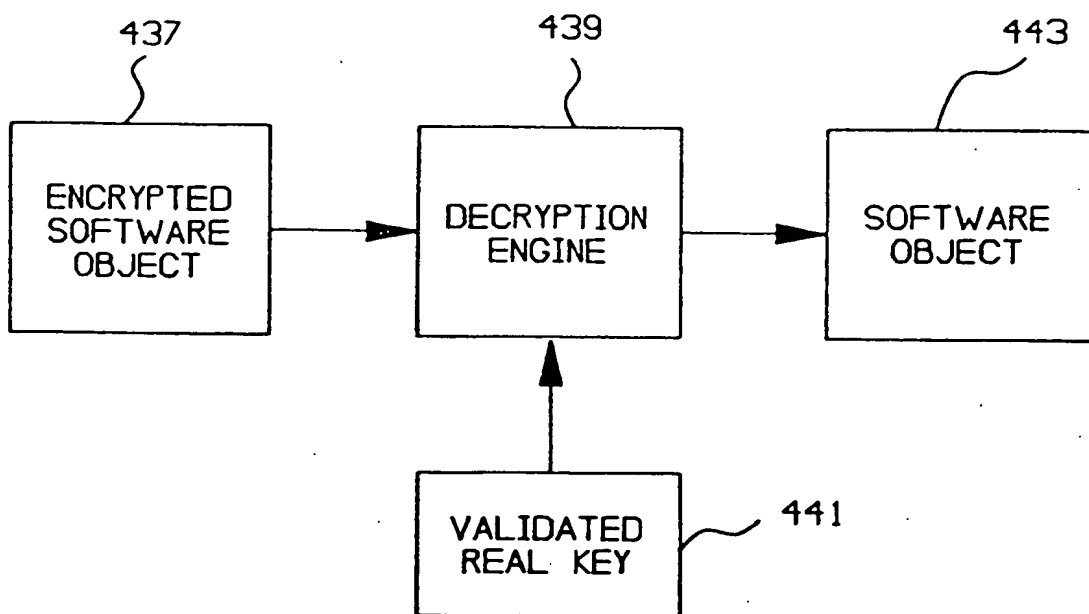 437
439
443
ENCRYPTED
SOFTWARE
OBJECT
DECRYPTION
ENGINE
SOFTWARE
OBJECT
VALIDATED
REAL KEY
441